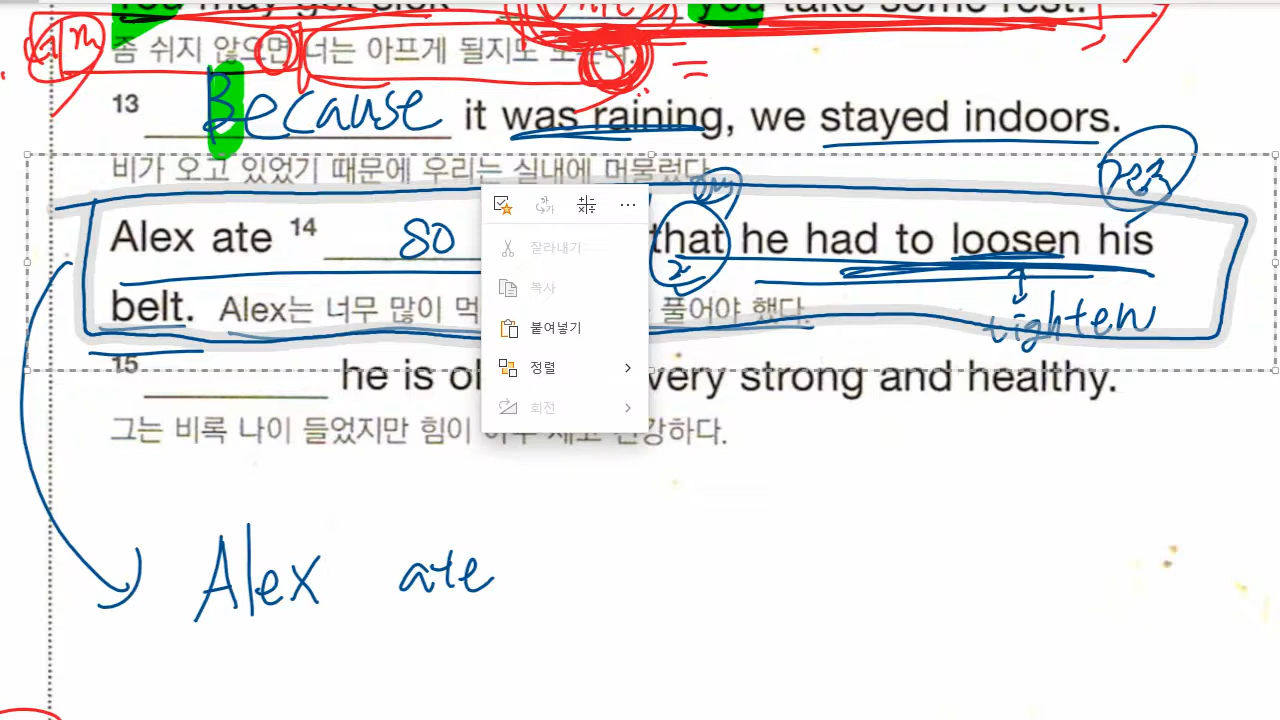 You may get sick you take some rest.
좀 쉬지 않으면 너는 아프게 될지도
13 Because it was raining, we stayed indoors.
비가 오고 있었기 때문에 우리는 실내에 머물렀다
Alex ate 14 so that he had to loosen his
belt. Alex는 너무 많이 먹 풀어야 했다.
tighten
잘라내기
복사
붙여넣기
정렬
회전
15 he is very strong and healthy.
그는 비록 나이 들었지만 힘이 건강하다.
Alex ate